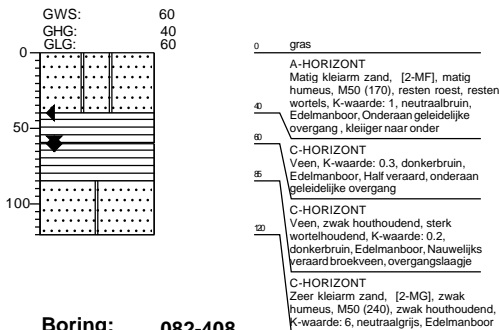 GWS: 60
GHG: 40
GLG: 60
0
50
100
0 gras
A-HORIZONT
Matig kleiarm zand, [2-MF], matig
humeus, M50 (170), resten roest, resten
wortels, K-waarde: 1, neutraalbruin,
Edelmanboor, Onderaan geleidelijke
overgang , kleiiger naar onder
40
C-HORIZONT
Veen, K-waarde: 0.3, donkerbruin,
Edelmanboor, Half veraard, onderaan
geleidelijke overgang
60
C-HORIZONT
Veen, zwak houthoudend, sterk
wortelhoudend, K-waarde: 0.2,
donkerbruin, Edelmanboor, Nauwelijks
veraard broekveen, overgangslaagje
85
C-HORIZONT
Zeer kleiarm zand, [2-MG], zwak
humeus, M50 (240), zwak houthoudend,
K-waarde: 6, neutraalgrijs, Edelmanboor
120
Boring: 082-408